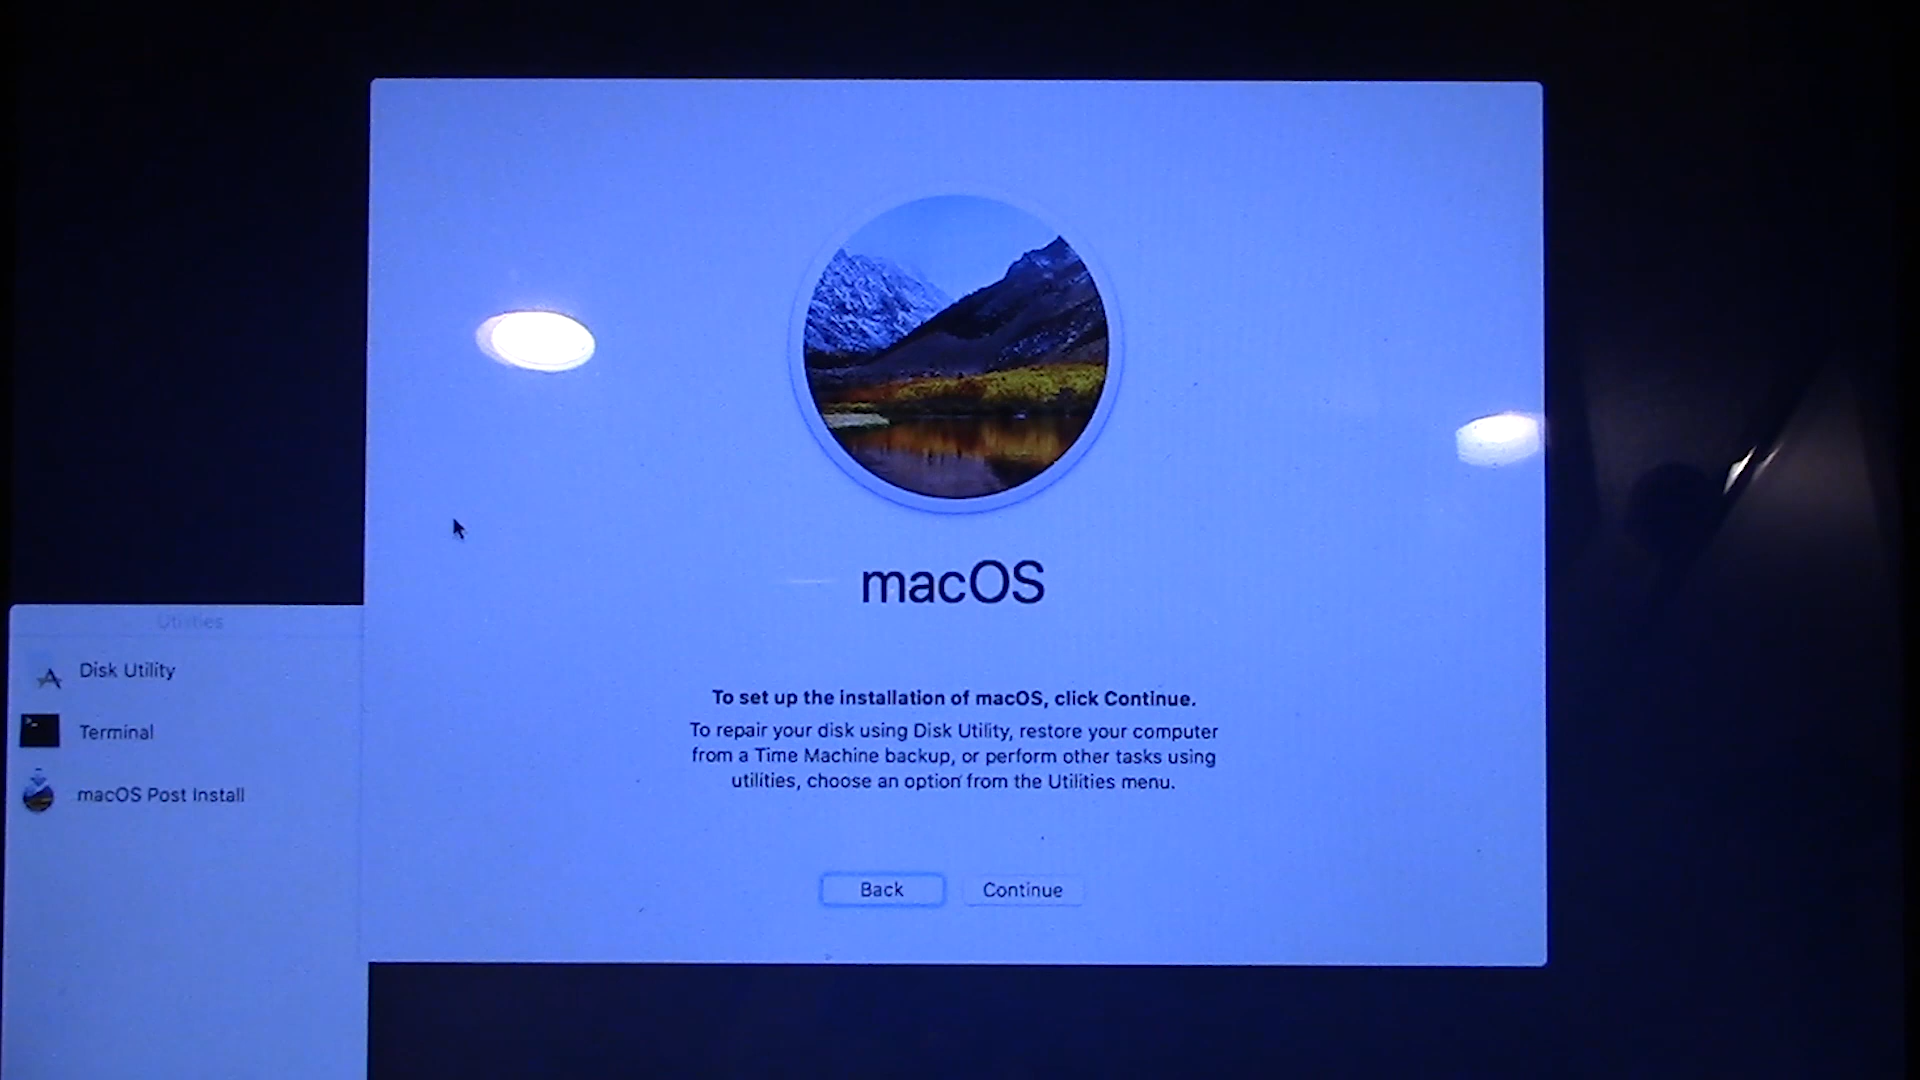 macOS
To set up the installation of macOS, click Continue.
To repair your disk using Disk Utility, restore your computer
from a Time Machine backup, or perform other tasks using
utilities, choose an option from the Utilities menu.
Back
Continue
Utilities
Disk Utility
Terminal
macOS Post Install